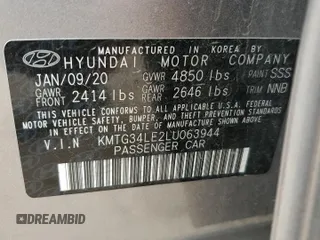 MANUFACTURED IN KOREA BY
HYUNDAI MOTOR COMPANY
JAN/09/20 GVWR 4850 lbs PAINT SSS
GAWR FRONT 2414 lbs GAWR REAR 2646 lbs TRIM NNB
THIS VEHICLE CONFORMS TO ALL APPLICABLE
FEDERAL MOTOR VEHICLE SAFETY, BUMPER, AND
THEFT PREVENTION STANDARDS IN EFFECT ON THE
DATE OF MANUFACTURE SHOWN ABOVE.
V.I.N KMTG34LE2LU063944
PASSENGER CAR
DREAMBID